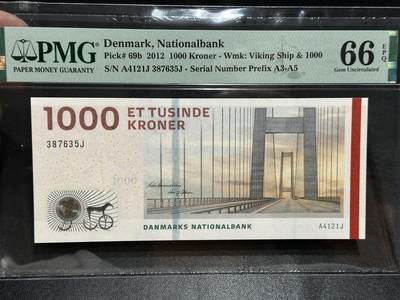 PMG
PAPER MONEY GUARANTY
Denmark, Nationalbank
Pick# 69b 2012 1000 Kroner - Wmk: Viking Ship & 1000
S/N A4121J 387635J - Serial Number Prefix A3-A5
66 EPQ
Gem Uncirculated
1000 ET TUSINDE
KRONER
387635J
1000
DANMARKS NATIONALBANK
A4121J